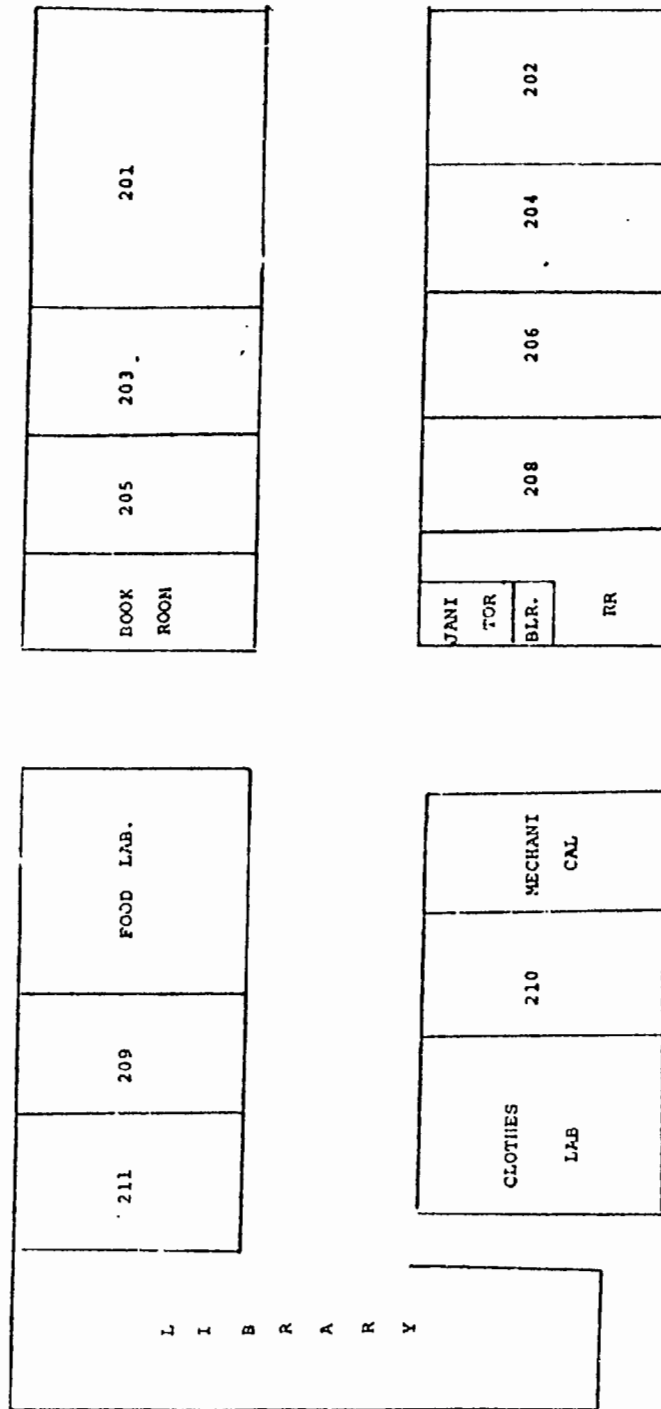 L I B R A R Y
211
209
FOOD LAB.
BOOK
ROOM
205
203
201
CLOTHES
LAB
210
MECHANI
CAL
JANI
TOR
BLR.
RR
208
206
204
202